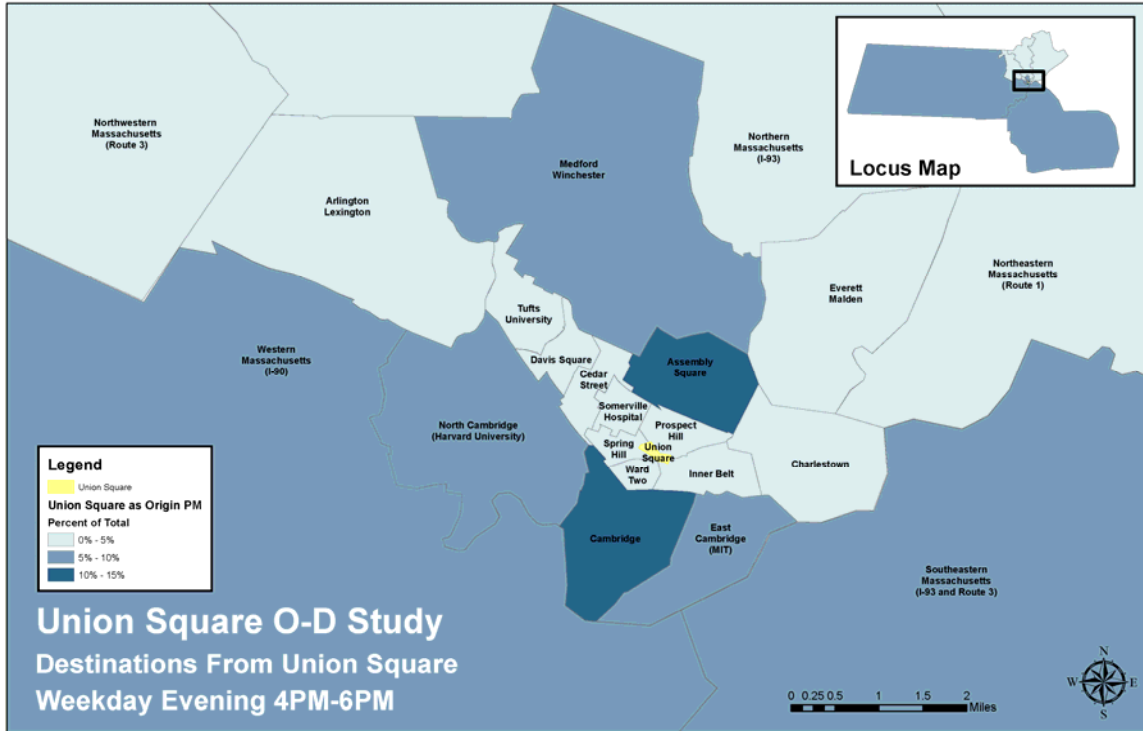 Northwestern
Massachusetts
(Route 3)
Arlington
Lexington
Medford
Winchester
Northern
Massachusetts
(I-93)
Locus Map
Northeastern
Massachusetts
(Route 1)
Everett
Malden
Tufts
University
Davis Square
Cedar
Street
Assembly
Square
Western
Massachusetts
(I-90)
North Cambridge
(Harvard University)
Somerville
Hospital
Prospect
Hill
Spring
Hill
Union
Square
Ward
Two
Inner Belt
Charlestown
Cambridge
East
Cambridge
(MIT)
Southeastern
Massachusetts
(I-93 and Route 3)
Legend
Union Square
Union Square as Origin PM
Percent of Total
0% - 5%
5% - 10%
10% - 15%
Union Square O-D Study
Destinations From Union Square
Weekday Evening 4PM-6PM
0 0.25 0.5 1 1.5 2
Miles
N
W E
S